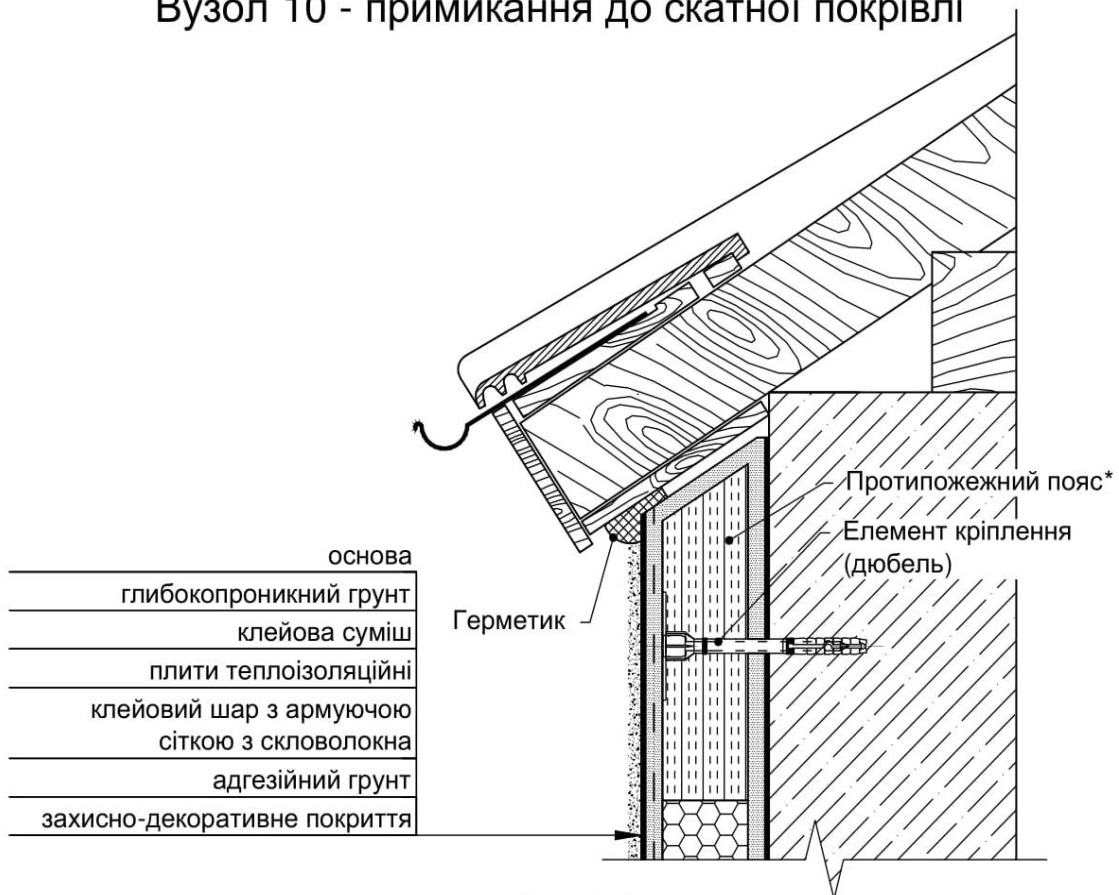 Вузол 10 - примикання до скатної покрівлі
Протипожежний пояс*
Елемент кріплення
(дюбель)
Герметик
основа
глибокопроникний грунт
клейова суміш
плити теплоізоляційні
клейовий шар з армуючою
сіткою з скловолокна
адгезійний грунт
захисно-декоративне покриття